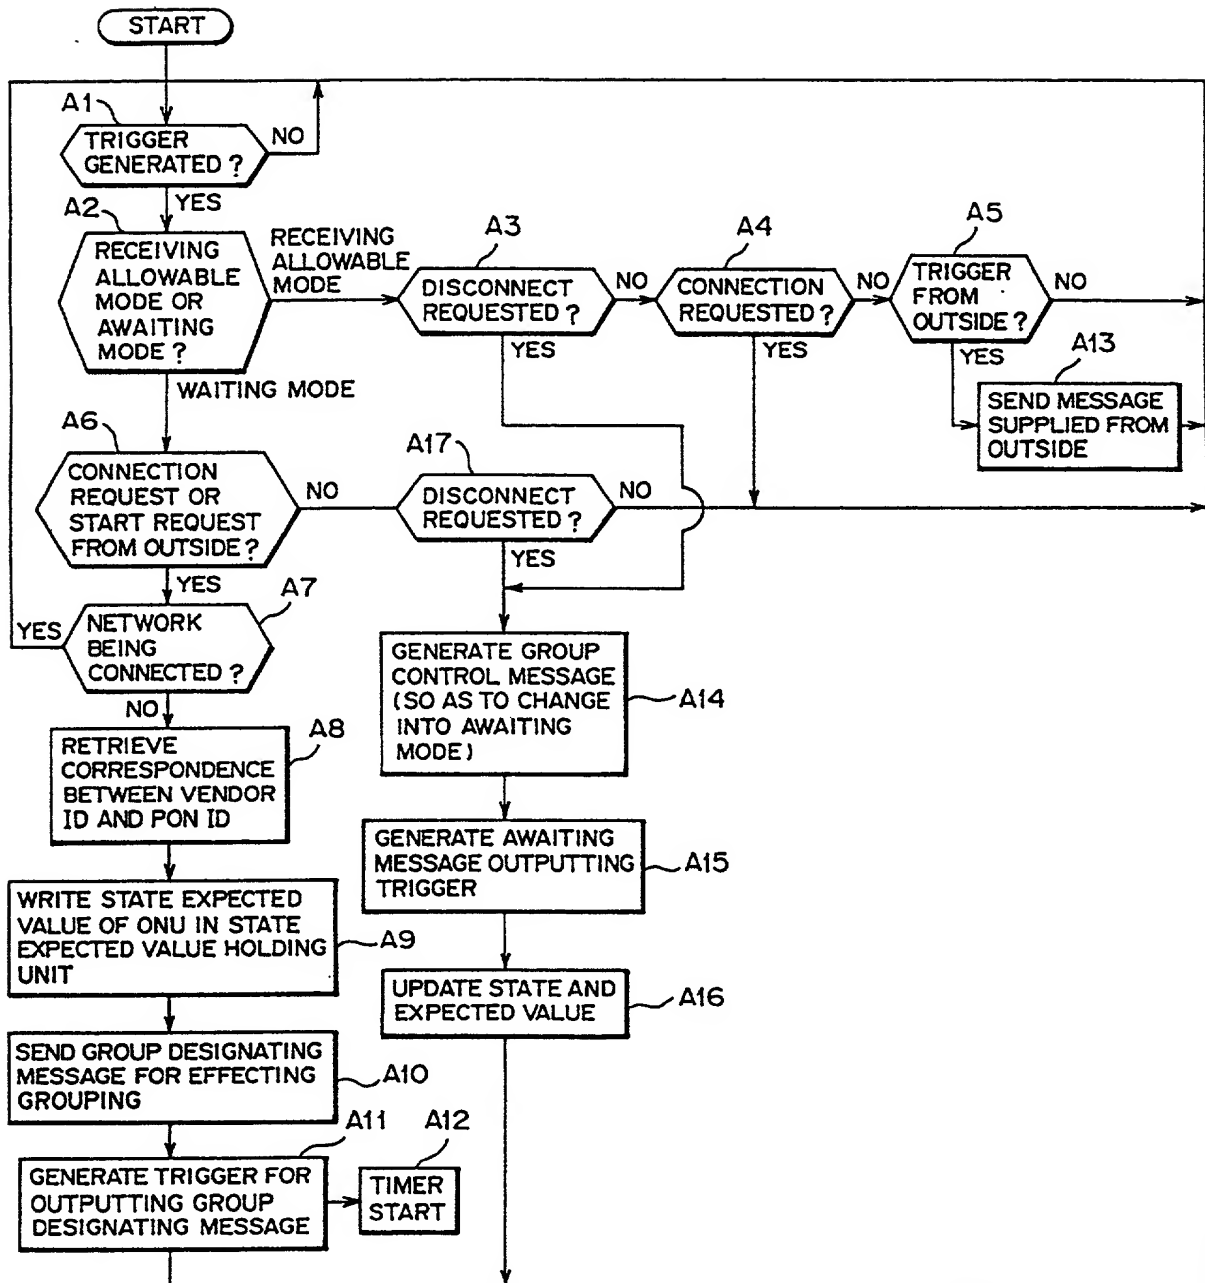 START
A1
TRIGGER
GENERATED?
NO
YES
A2
RECEIVING
ALLOWABLE
MODE OR
AWAITING
MODE?
RECEIVING
ALLOWABLE
MODE
WAITING MODE
A3
DISCONNECT
REQUESTED?
NO
YES
A4
CONNECTION
REQUESTED?
NO
YES
A5
TRIGGER
FROM
OUTSIDE?
NO
YES
A13
SEND MESSAGE
SUPPLIED FROM
OUTSIDE
A6
CONNECTION
REQUEST OR
START REQUEST
FROM OUTSIDE?
NO
YES
A17
DISCONNECT
REQUESTED?
NO
YES
A7
YES
NETWORK
BEING
CONNECTED?
NO
A8
RETRIEVE
CORRESPONDENCE
BETWEEN VENDOR
ID AND PON ID
GENERATE GROUP
CONTROL MESSAGE
(SO AS TO CHANGE
INTO AWAITING
MODE)
A14
GENERATE AWAITING
MESSAGE OUTPUTTING
TRIGGER
A15
WRITE STATE EXPECTED
VALUE OF ONU IN STATE
EXPECTED VALUE HOLDING
UNIT
A9
UPDATE STATE AND
EXPECTED VALUE
A16
SEND GROUP DESIGNATING
MESSAGE FOR EFFECTING
GROUPING
A10
A11
GENERATE TRIGGER FOR
OUTPUTTING GROUP
DESIGNATING MESSAGE
A12
TIMER
START